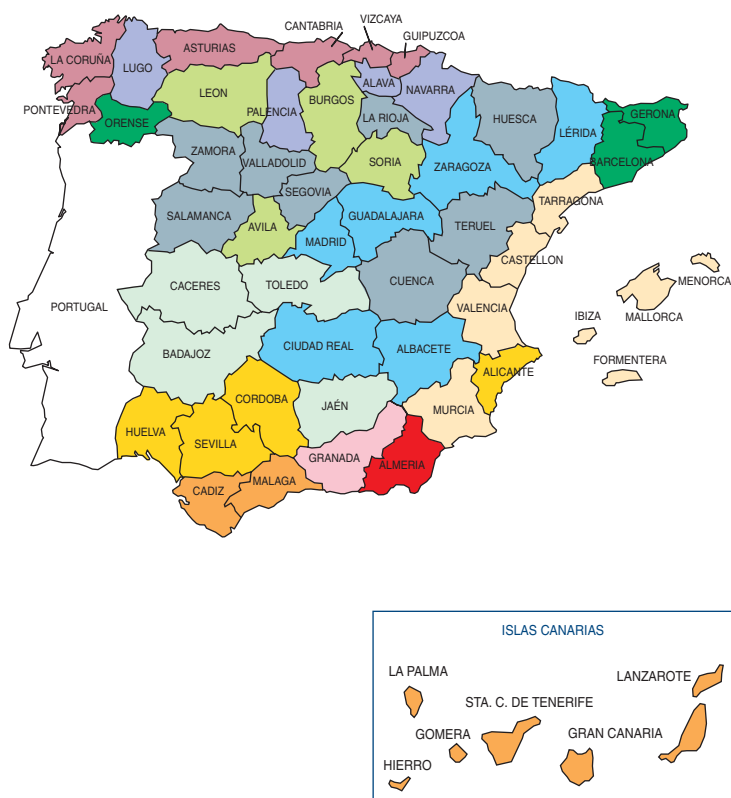 CANTABRIA
VIZCAYA
GUIPUZCOA
LA CORUÑA
LUGO
ASTURIAS
PONTEVEDRA
ORENSE
LEON
PALENCIA
BURGOS
ALAVA
NAVARRA
LA RIOJA
HUESCA
LÉRIDA
GERONA
BARCELONA
ZAMORA
VALLADOLID
SORIA
ZARAGOZA
SEGOVIA
TARRAGONA
SALAMANCA
AVILA
MADRID
GUADALAJARA
TERUEL
CASTELLON
MENORCA
MALLORCA
CACERES
TOLEDO
CUENCA
PORTUGAL
VALENCIA
IBIZA
FORMENTERA
BADAJOZ
CIUDAD REAL
ALBACETE
ALICANTE
CORDOBA
JAÉN
MURCIA
HUELVA
SEVILLA
GRANADA
ALMERIA
CADIZ
MALAGA
ISLAS CANARIAS
LA PALMA
LANZAROTE
STA. C. DE TENERIFE
GOMERA
GRAN CANARIA
HIERRO